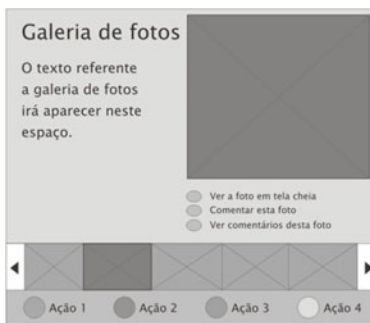 Galeria de fotos
O texto referente
a galeria de fotos
irá aparecer neste
espaço.
Ver a foto em tela cheia
Comentar esta foto
Ver comentários desta foto
Ação 1 Ação 2 Ação 3 Ação 4